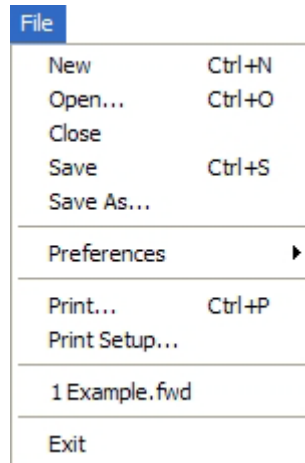 File
New Ctrl+N
Open... Ctrl+O
Close
Save Ctrl+S
Save As...
Preferences
Print... Ctrl+P
Print Setup...
1 Example.fwd
Exit